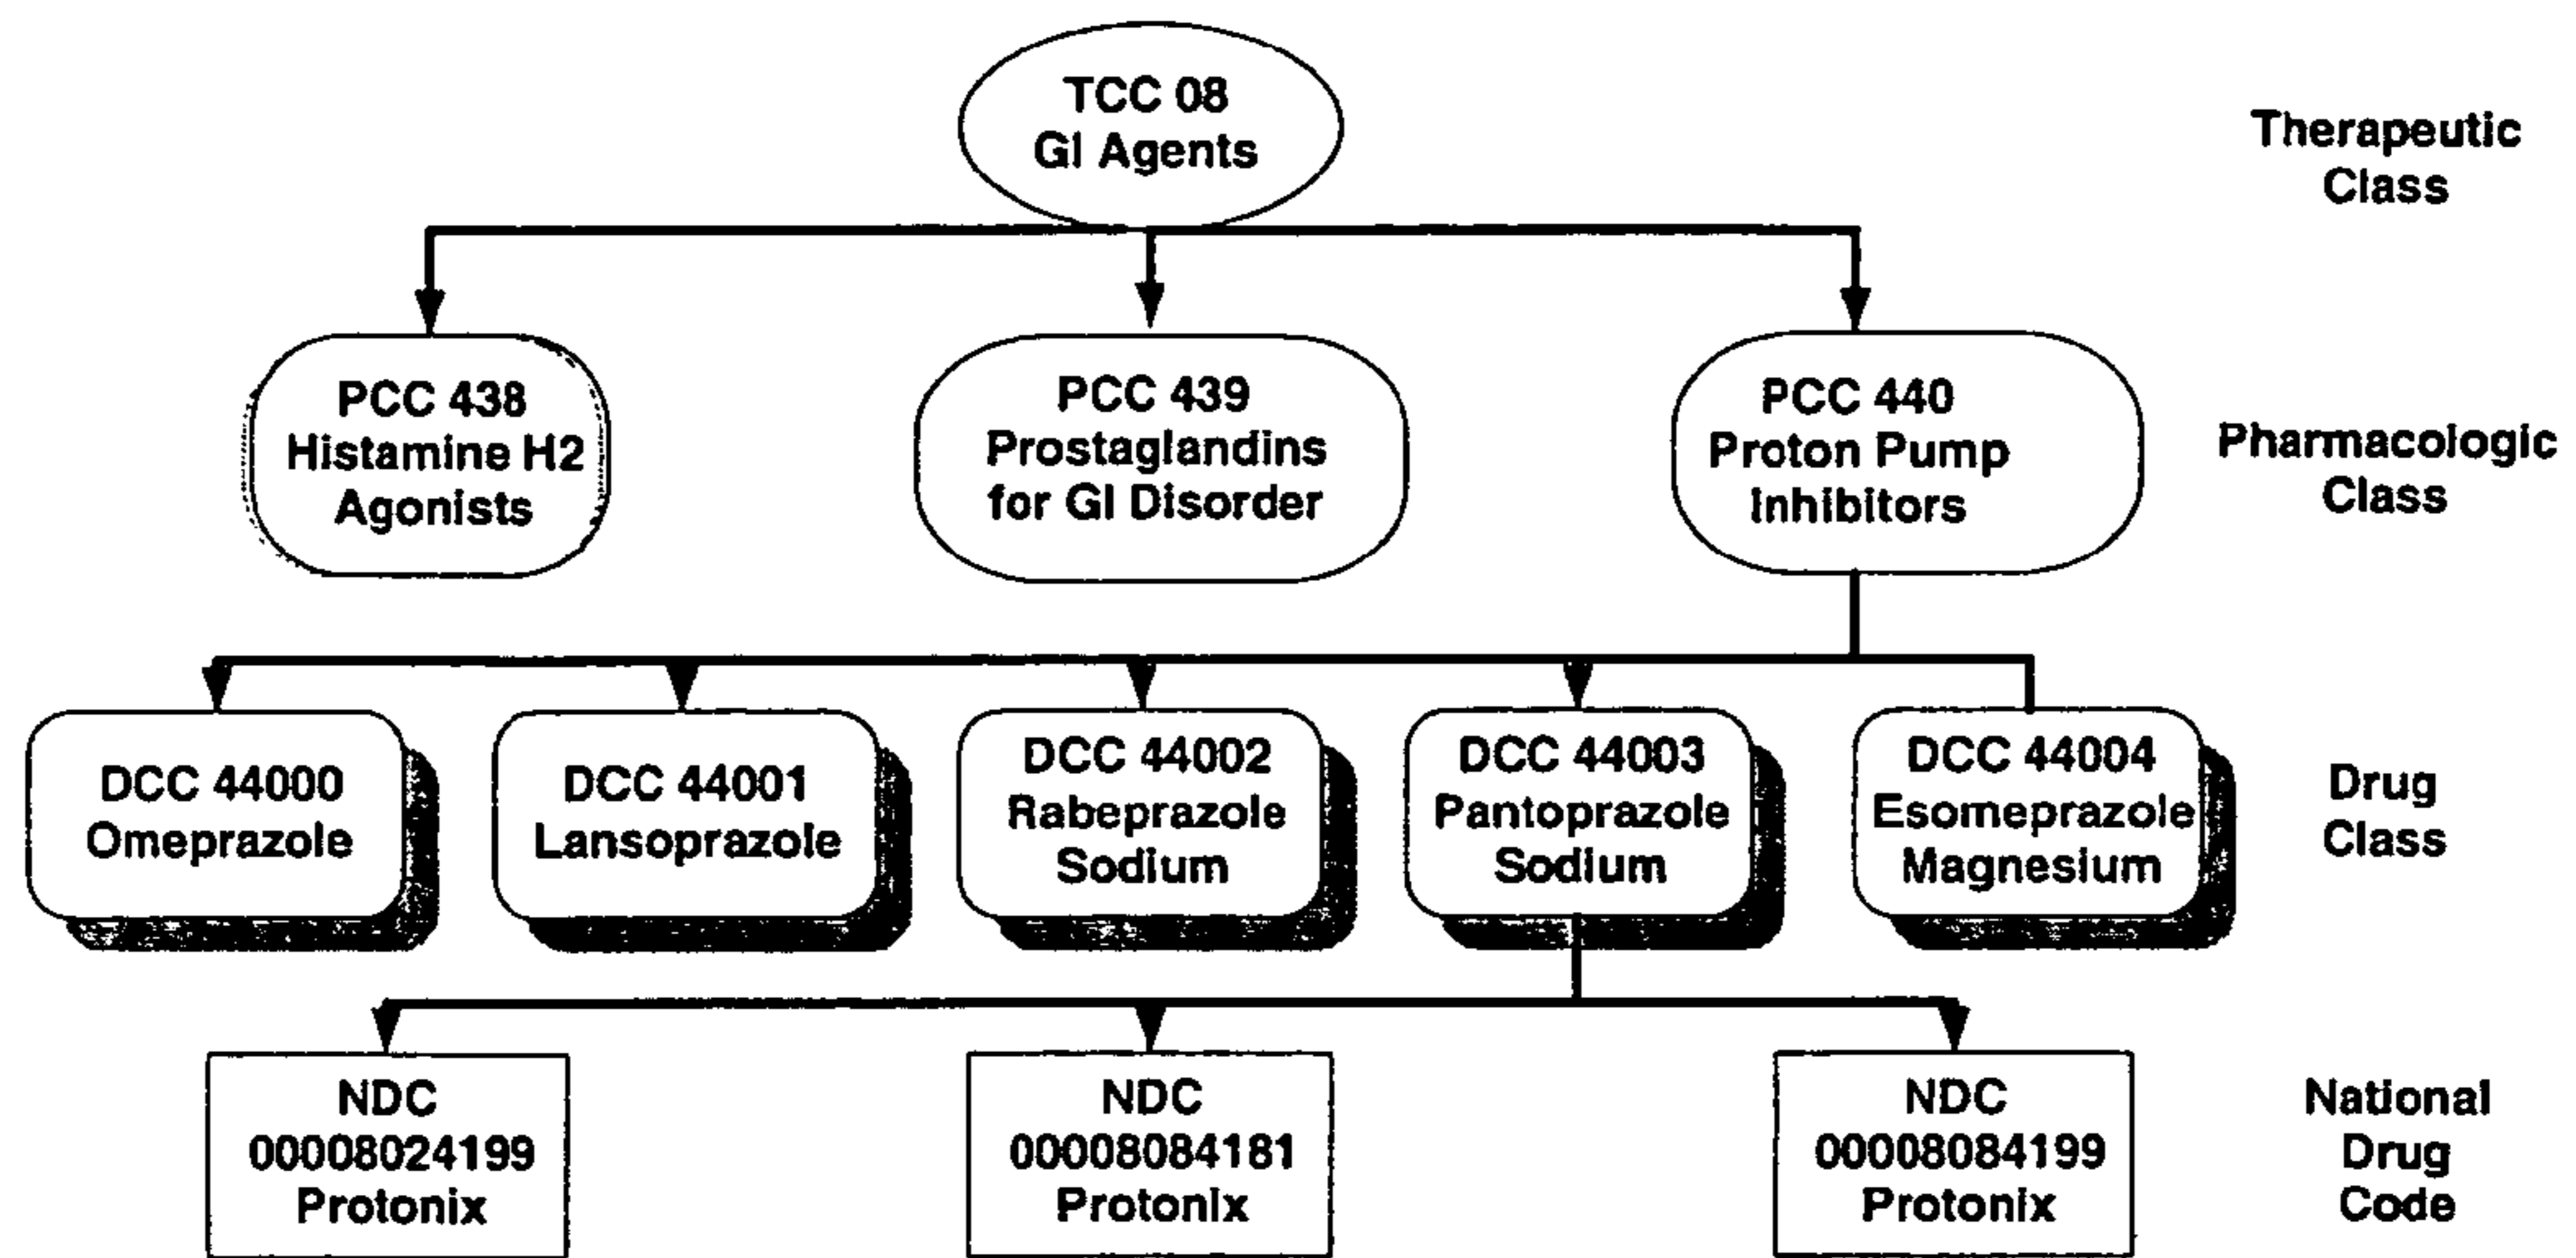 TCC 08
GI Agents
Therapeutic
Class
PCC 438
Histamine H2
Agonists
PCC 439
Prostaglandins
for GI Disorder
PCC 440
Proton Pump
Inhibitors
Pharmacologic
Class
DCC 44000
Omeprazole
DCC 44001
Lansoprazole
DCC 44002
Rabeprazole
Sodium
DCC 44003
Pantoprazole
Sodium
DCC 44004
Esomeprazole
Magnesium
Drug
Class
NDC
00008024199
Protonix
NDC
00008084181
Protonix
NDC
00008084199
Protonix
National
Drug
Code